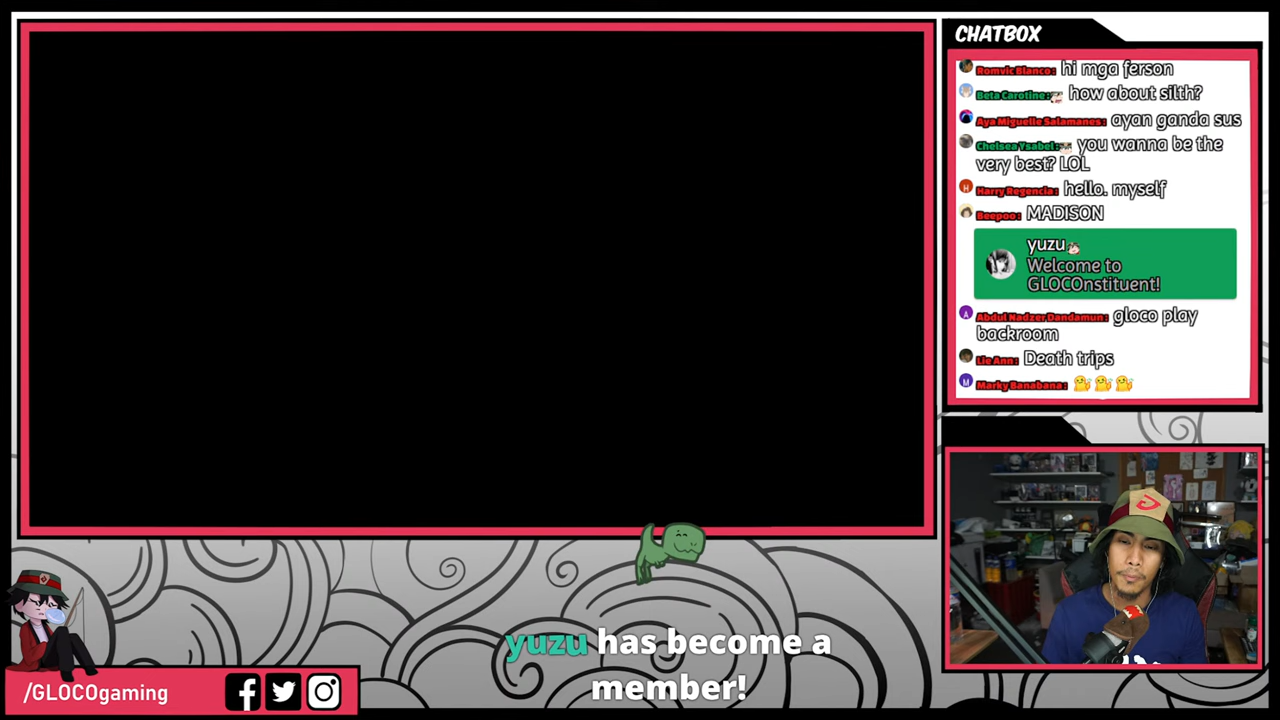 CHATBOX
Romvic Blanco: hi mga ferson
Beta Carotine: how about silth?
Aya Miguelle Salamanes: ayan ganda sus
Chelsea Ysabel: you wanna be the
very best? LOL
Harry Regencia: hello. myself
Beepoo: MADISON
yuzu
Welcome to
GLOCOnstituent!
Abdul Nadzer Dandamun: gloco play
backroom
Lie Ann: Death trips
Marky Banabana:
yuzu has become a
member!
/GLOCOgaming